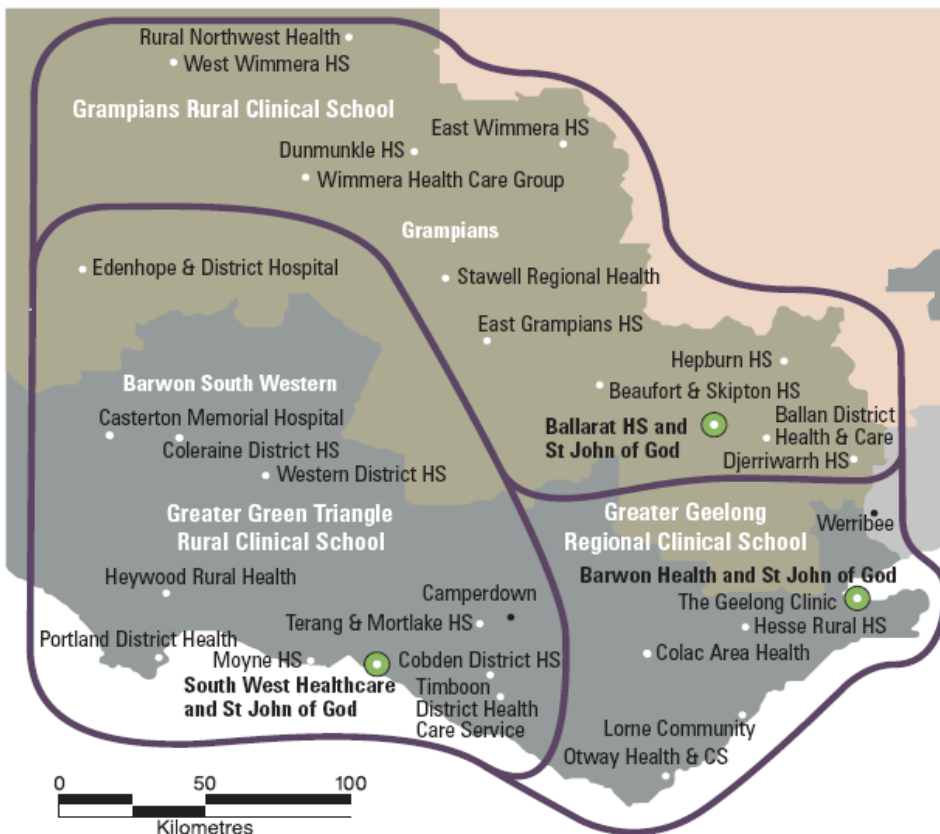 Rural Northwest Health
West Wimmera HS
Grampians Rural Clinical School
East Wimmera HS
Dunmunkle HS
Wimmera Health Care Group
Grampians
Edenhope & District Hospital
Stawell Regional Health
East Grampians HS
Hepburn HS
Barwon South Western
Beaufort & Skipton HS
Casterton Memorial Hospital
Ballarat HS and
St John of God
Ballan District
Health & Care
Coleraine District HS
Djerriwarrh HS
Western District HS
Greater Green Triangle
Rural Clinical School
Greater Geelong
Regional Clinical School
Werribee
Heywood Rural Health
Barwon Health and St John of God
Camperdown
The Geelong Clinic
Terang & Mortlake HS
Hesse Rural HS
Portland District Health
Moyne HS
Cobden District HS
Colac Area Health
South West Healthcare
and St John of God
Timboon
District Health
Care Service
Lorne Community
Otway Health & CS
0 50 100
Kilometres